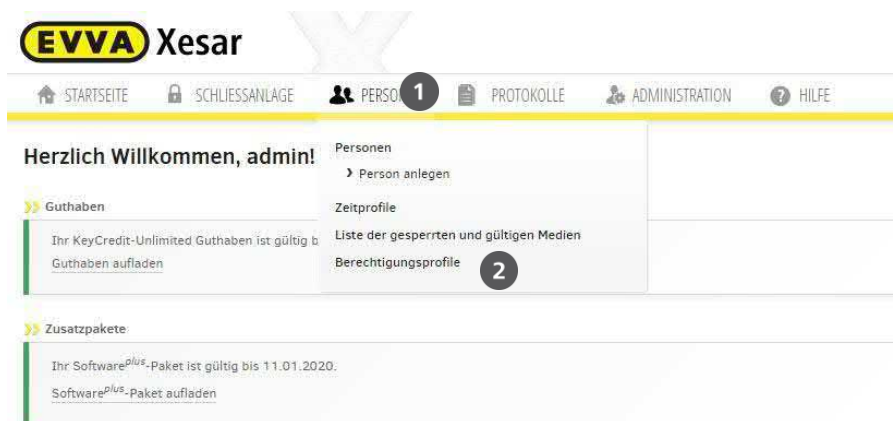 EVVA Xesar
STARTSEITE SCHLIESSANLAGE PERSO 1 PROTOKOLLE ADMINISTRATION HILFE
Herzlich Willkommen, admin!
Personen
Person anlegen
Zeitprofile
Liste der gesperrten und gültigen Medien
Berechtigungsprofile 2
Guthaben
Ihr KeyCredit-Unlimited Guthaben ist gültig b
Guthaben aufladen
Zusatzpakete
Ihr Softwareplus-Paket ist gültig bis 11.01.2020.
Softwareplus-Paket aufladen